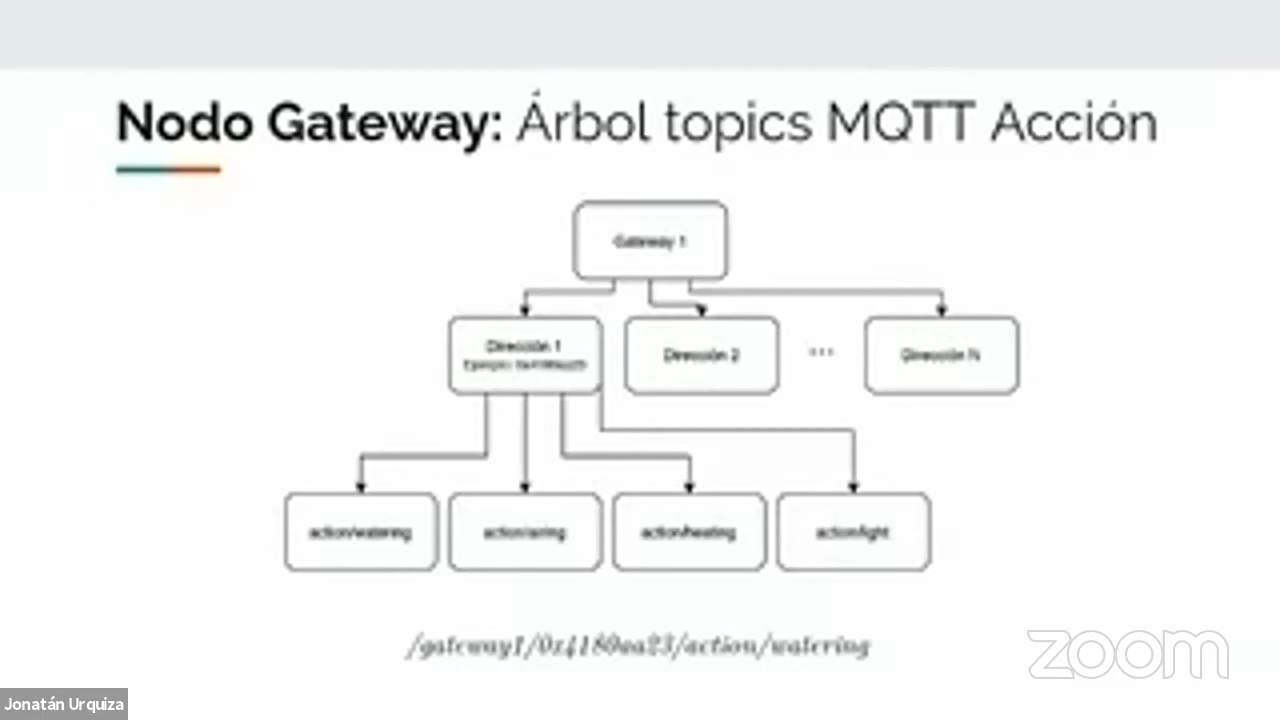 Nodo Gateway: Árbol topics MQTT Acción
Gateway 1
Dirección 1
Dirección 2
...
Dirección N
action/watering
action/airing
action/heating
action/light
/gateway1/0x4180aa23/action/watering
zoom
Jonatán Urquiza